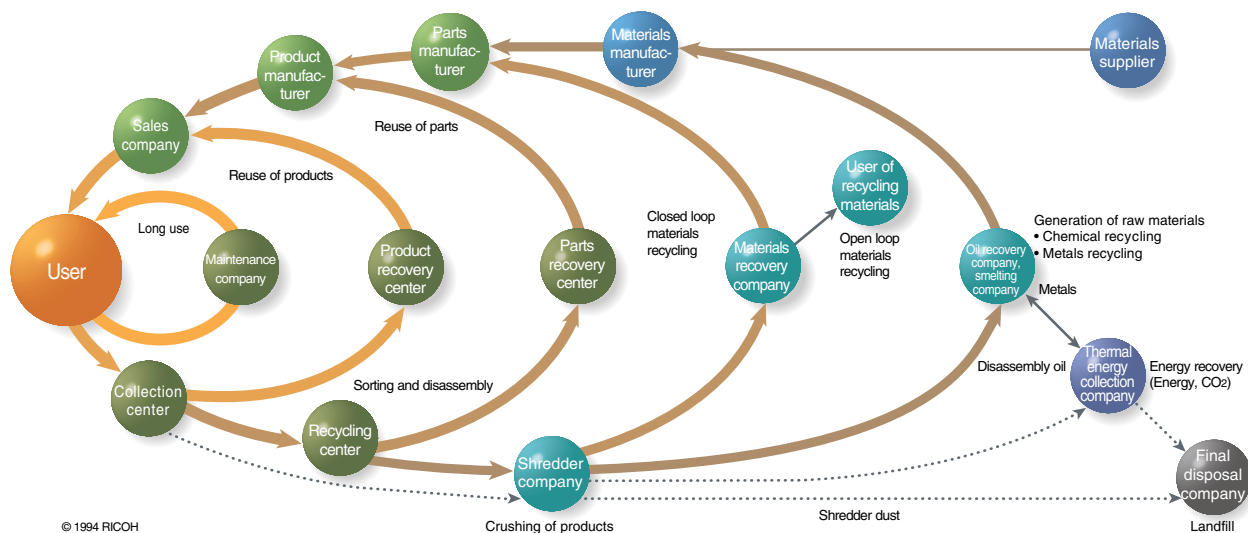 Parts
manufac-
turer
Materials
manufac-
turer
Materials
supplier
Product
manufac-
turer
Sales
company
Reuse of parts
Reuse of products
User of
recycling
materials
Long use
Closed loop
materials
recycling
Open loop
materials
recycling
Generation of raw materials
• Chemical recycling
• Metals recycling
User
Maintenance
company
Product
recovery
center
Parts
recovery
center
Materials
recovery
company
Oil recovery
company,
smelting
company
Metals
Disassembly oil
Thermal
energy
collection
company
Energy recovery
(Energy, CO2)
Collection
center
Sorting and disassembly
Recycling
center
Shredder
company
Final
disposal
company
Shredder dust
Crushing of products
Landfill
© 1994 RICOH